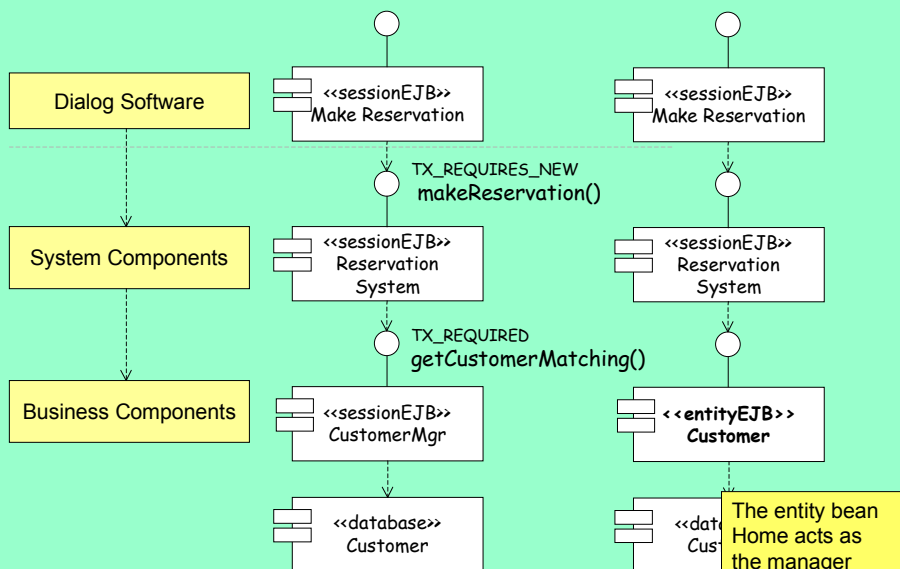 Dialog Software
<<sessionEJB>>
Make Reservation
<<sessionEJB>>
Make Reservation
TX_REQUIRES_NEW
makeReservation()
System Components
<<sessionEJB>>
Reservation
System
<<sessionEJB>>
Reservation
System
TX_REQUIRED
getCustomerMatching()
Business Components
<<sessionEJB>>
CustomerMgr
<<entityEJB>>
Customer
<<database>>
Customer
The entity bean
Home acts as
the manager